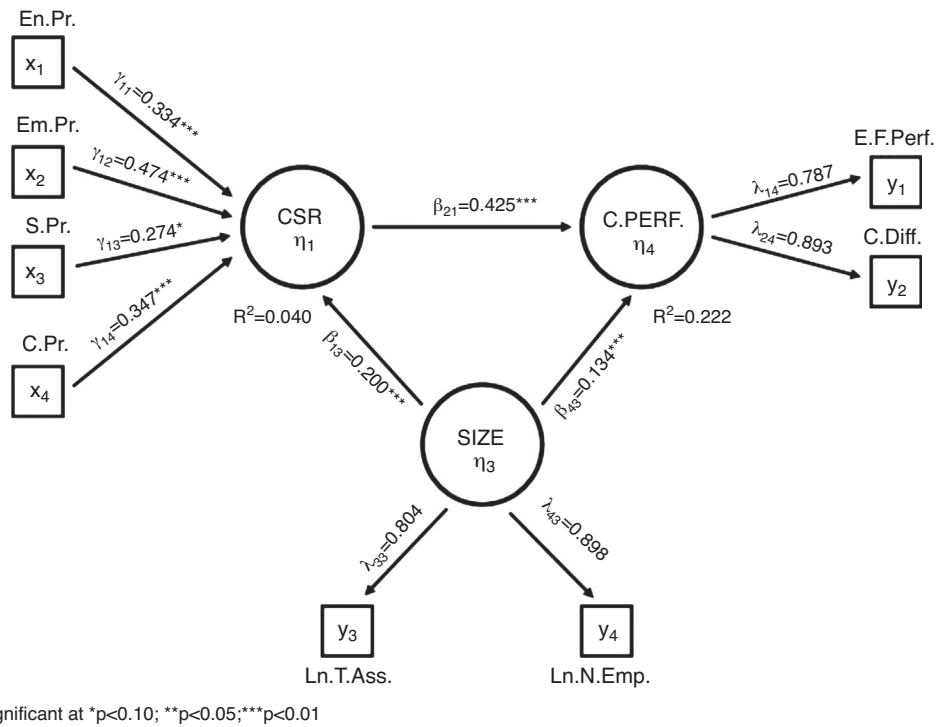 En.Pr.
x1
γ11=0.334***
Em.Pr.
x2
γ12=0.474***
S.Pr.
x3
γ13=0.274*
C.Pr.
x4
γ14=0.347***
CSR
η1
R2=0.040
β21=0.425***
C.PERF.
η4
R2=0.222
λ14=0.787
E.F.Perf.
y1
λ24=0.893
C.Diff.
y2
β13=0.200***
β43=0.134***
SIZE
η3
λ33=0.804
λ43=0.898
y3
Ln.T.Ass.
y4
Ln.N.Emp.
gnificant at *p<0.10; **p<0.05;***p<0.01